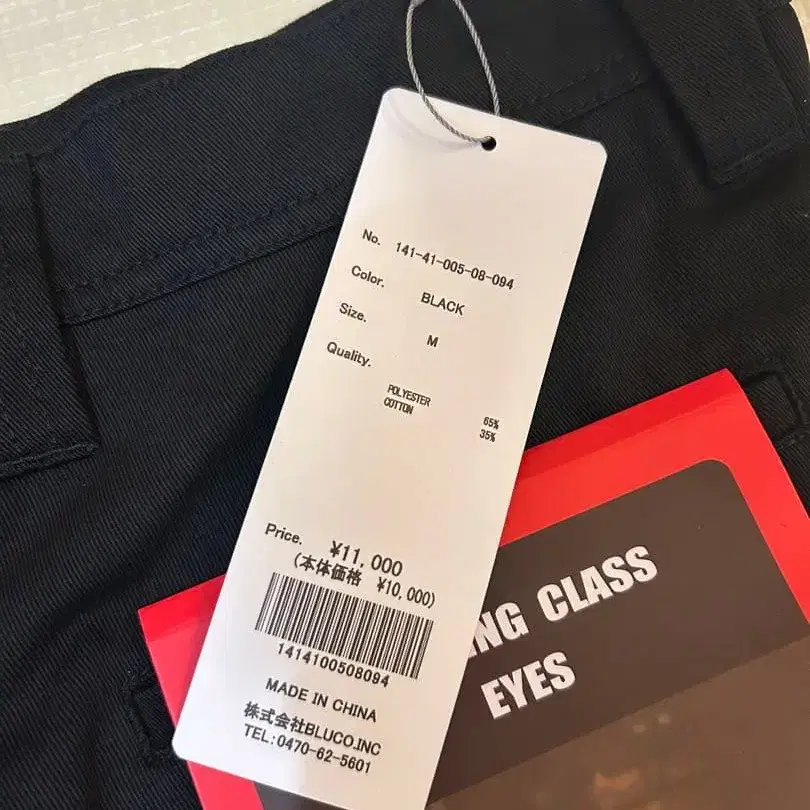 No. 141-41-005-08-094
Color. BLACK
Size. M
Quality.
POLYESTER 65%
COTTON 35%
Price. ¥11,000
(本体価格 ¥10,000)
1414100508094
MADE IN CHINA
株式会社BLUCO.INC
TEL:0470-62-5601
ING CLASS
EYES